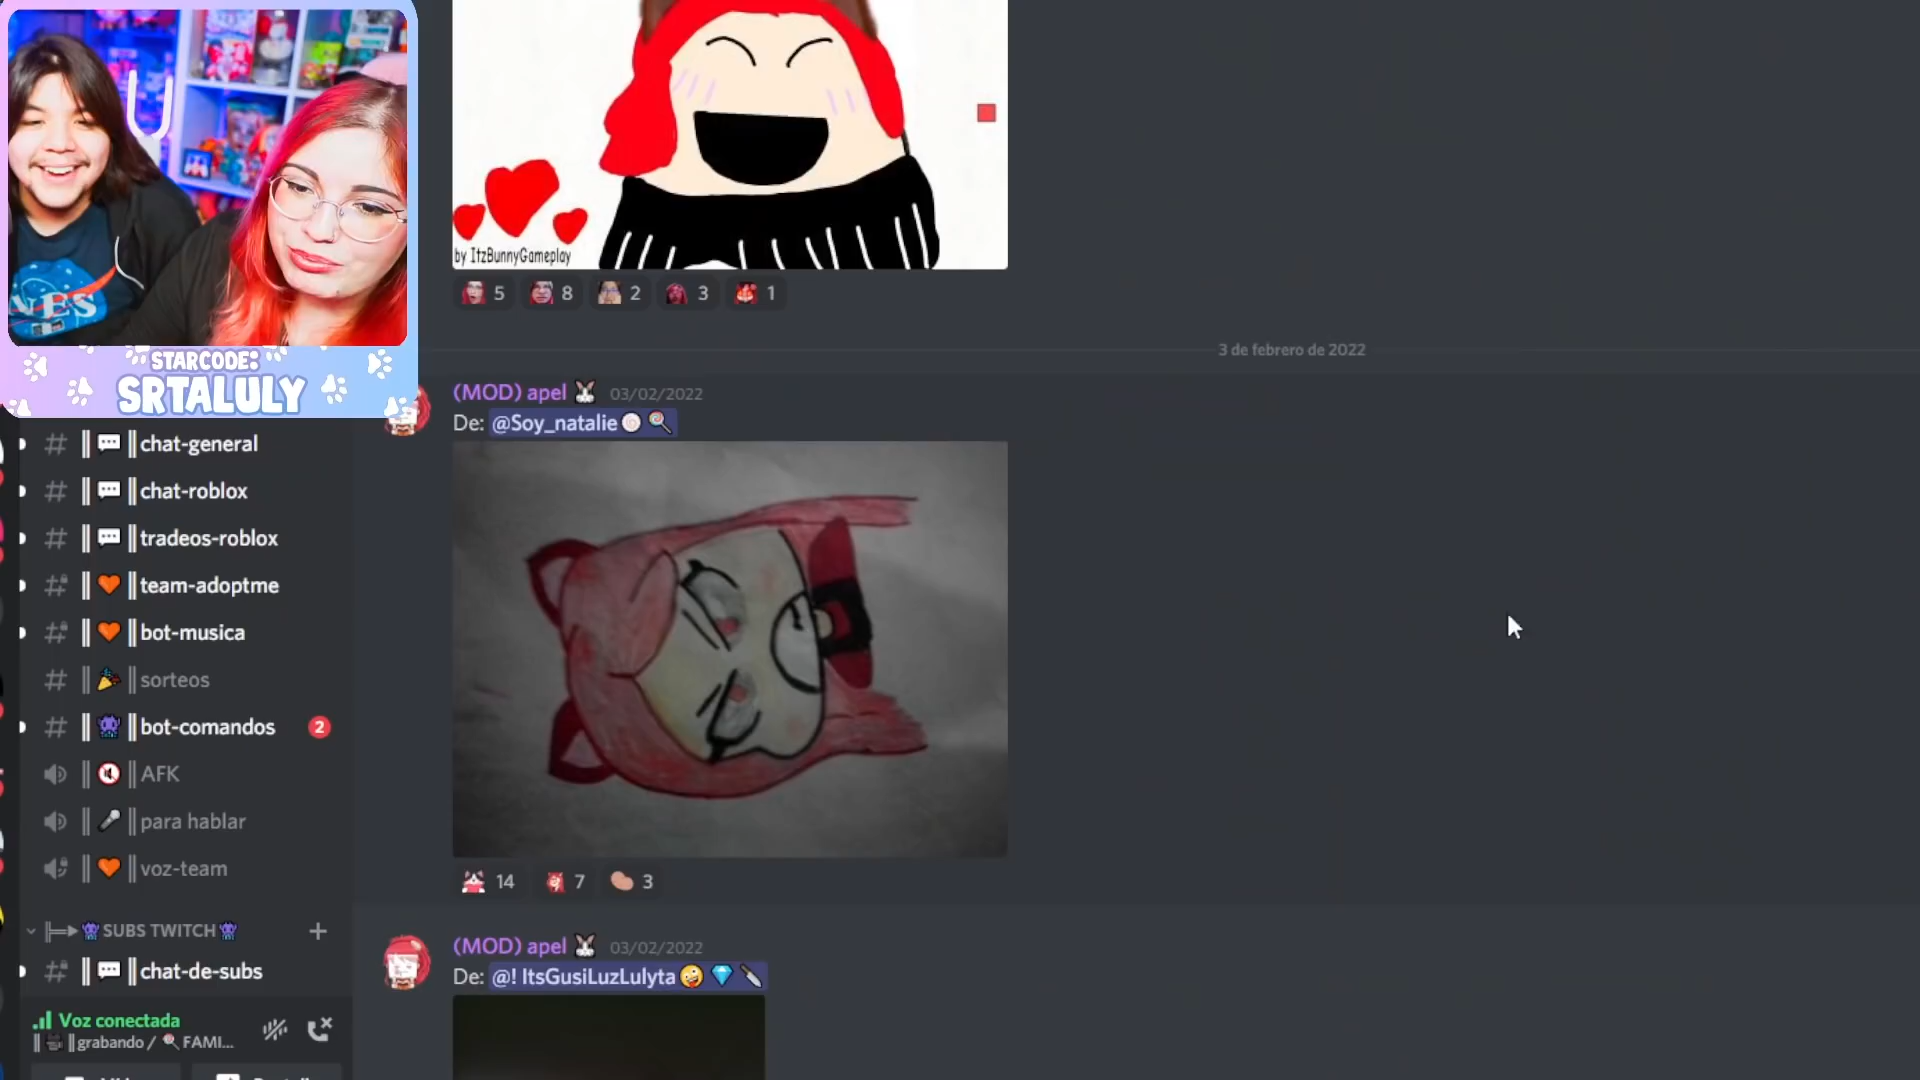 STARCODE:
SRTALULY
chat-general
chat-roblox
tradeos-roblox
team-adoptme
bot-musica
sorteos
bot-comandos 2
AFK
para hablar
voz-team
SUBS TWITCH
chat-de-subs
Voz conectada
grabando / FAMI...
by ItzBunnyGameplay
5 8 2 3 1
3 de febrero de 2022
(MOD) apel 03/02/2022
De: @Soy_natalie
14 7 3
(MOD) apel 03/02/2022
De: @! ItsGusiLuzLulyta